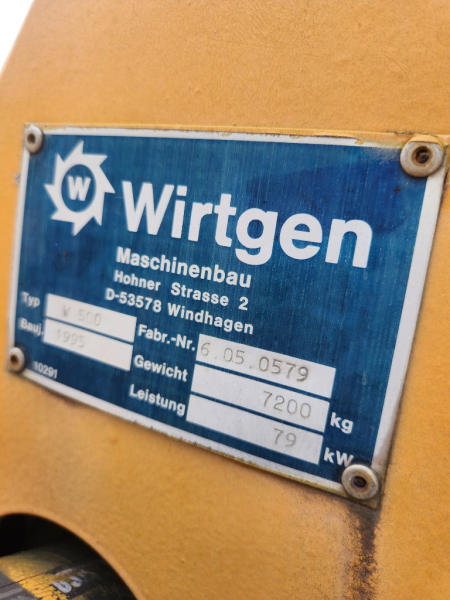 W Wirtgen
Maschinenbau
Hohner Strasse 2
D-53578 Windhagen
Typ W 500 Fabr.-Nr. 6.05.0579
Bauj. 1995 Gewicht 7200 kg
10291 Leistung 79 kW